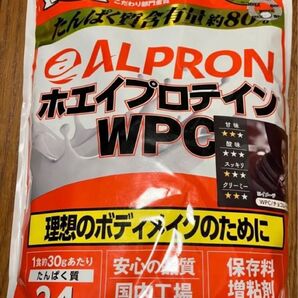 こだわり部門金賞
たんぱく質含有量約80%
ALPRON
ホエイプロテイン
WPC
甘味
★★★
酸味
★★★
スッキリ
★★★
クリーミー
★★★
WPC/チョコ
理想のボディメイクのために
1食約30gあたり
たんぱく質
安心の品質
国内工場
保存料
増粘剤